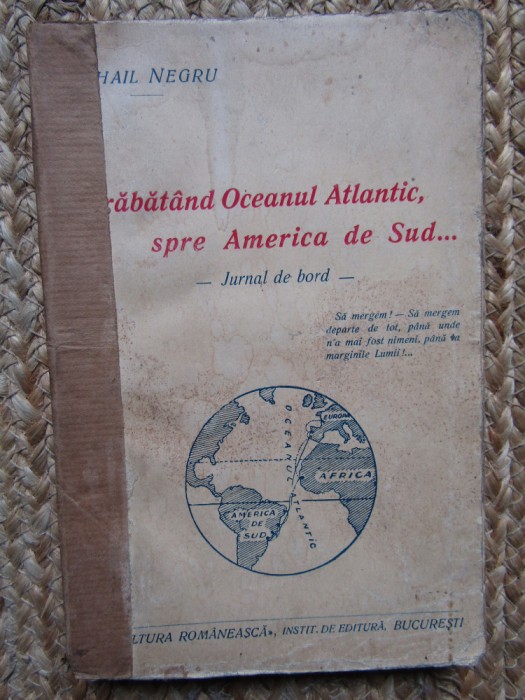 HAIL NEGRU
răbătând Oceanul Atlantic,
spre America de Sud...
— Jurnal de bord —
Să mergem! — Să mergem
departe de tot, până unde
n'a mai fost nimeni, până la
marginile Lumii!...
OCEANUL ATLANTIC
EUROPA
AFRICA
AMERICA
DE
SUD
LTURA ROMÂNEASCĂ», INSTIT. DE EDITURĂ, BUCUREȘTI